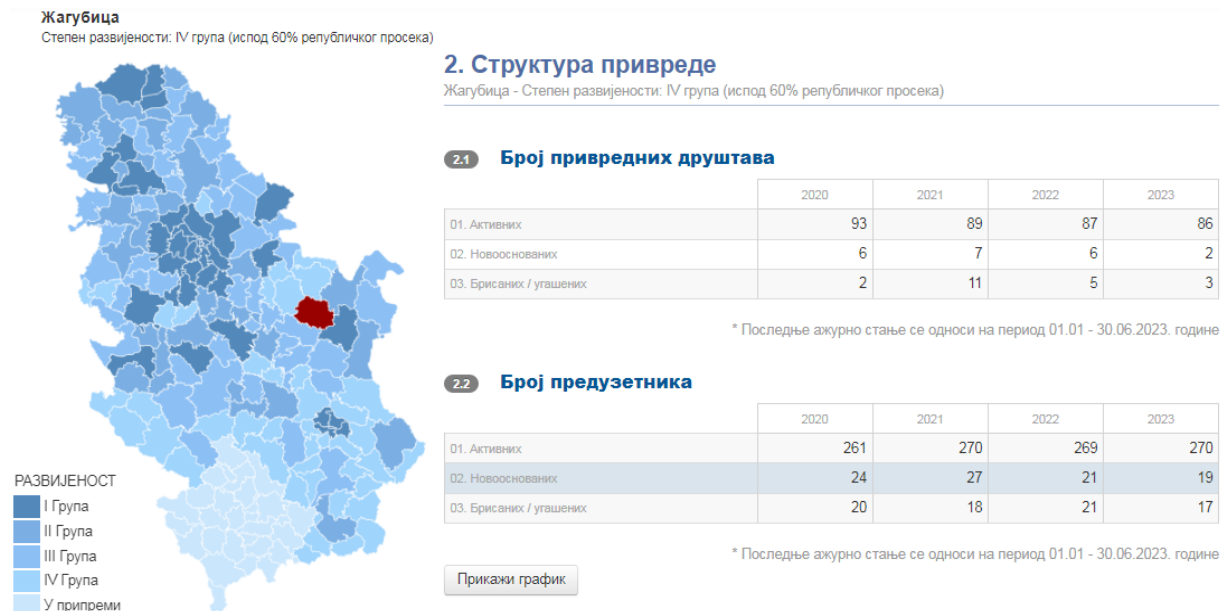 Жагубица
Степен развијености: IV група (испод 60% републичког просека)
РАЗВИЈЕНОСТ
I Група
II Група
III Група
IV Група
У припреми
2. Структура привреде
Жагубица - Степен развијености: IV група (испод 60% републичког просека)
2.1 Број привредних друштава
2020 2021 2022 2023
01. Активних 93 89 87 86
02. Новооснованих 6 7 6 2
03. Брисаних / угашених 2 11 5 3
* Последње ажурно стање се односи на период 01.01 - 30.06.2023. године
2.2 Број предузетника
2020 2021 2022 2023
01. Активних 261 270 269 270
02. Новооснованих 24 27 21 19
03. Брисаних / угашених 20 18 21 17
* Последње ажурно стање се односи на период 01.01 - 30.06.2023. године
Прикажи график